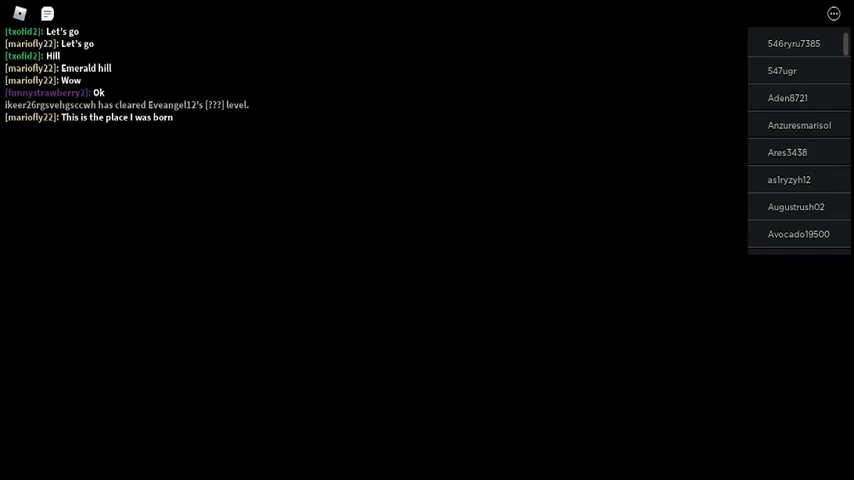 [txofid2]: Let's go
[mariofly22]: Let's go
[txofid2]: Hill
[mariofly22]: Emerald hill
[mariofly22]: Wow
[funnystrawberry2]: Ok
ikeer26rgsvehgsccwh has cleared Eveangel12's [???] level.
[mariofly22]: This is the place I was born
546ryru7385
547ugr
Aden8721
Anzuresmarisol
Ares3438
as1ryzyh12
Augustrush02
Avocado19500